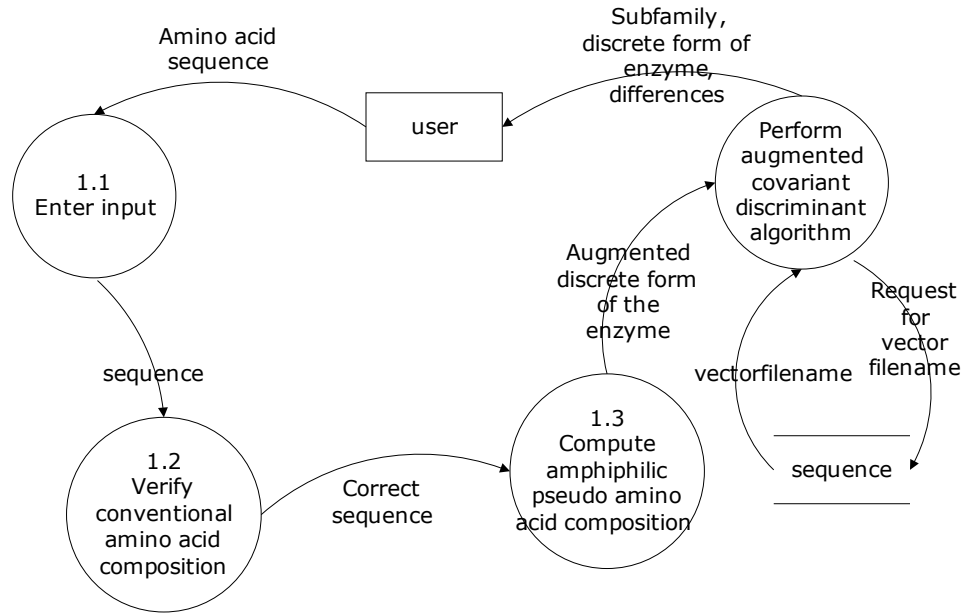 Amino acid
sequence
Subfamily,
discrete form of
enzyme,
differences
user
1.1
Enter input
Perform
augmented
covariant
discriminant
algorithm
Augmented
discrete form
of the
enzyme
Request
for
vector
filename
sequence
vectorfilename
1.2
Verify
conventional
amino acid
composition
Correct
sequence
1.3
Compute
amphiphilic
pseudo amino
acid composition
sequence